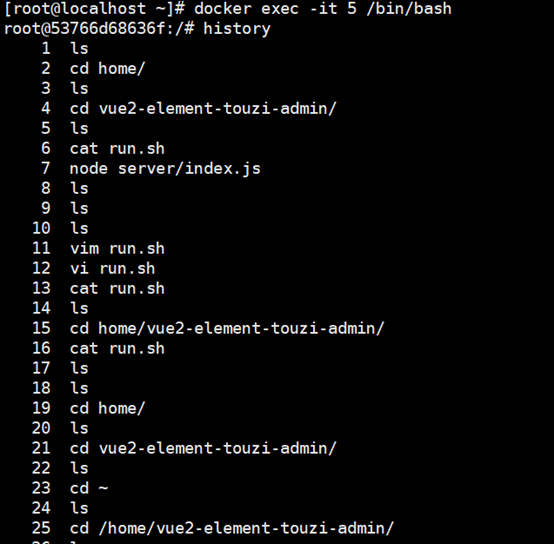 [root@localhost ~]# docker exec -it 5 /bin/bash
root@53766d68636f:/# history
1 ls
2 cd home/
3 ls
4 cd vue2-element-touzi-admin/
5 ls
6 cat run.sh
7 node server/index.js
8 ls
9 ls
10 ls
11 vim run.sh
12 vi run.sh
13 cat run.sh
14 ls
15 cd home/vue2-element-touzi-admin/
16 cat run.sh
17 ls
18 ls
19 cd home/
20 ls
21 cd vue2-element-touzi-admin/
22 ls
23 cd ~
24 ls
25 cd /home/vue2-element-touzi-admin/